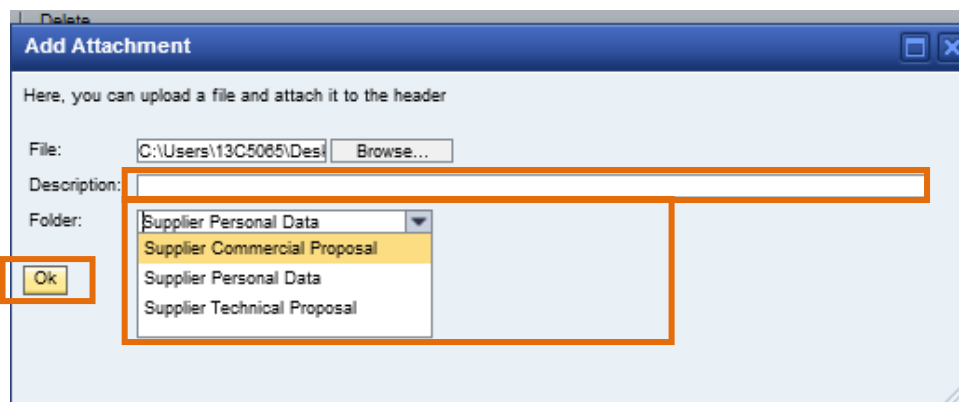 Delete
Add Attachment
Here, you can upload a file and attach it to the header
File: C:\Users\13C5065\Desk Browse...
Description:
Folder: Supplier Personal Data
Supplier Commercial Proposal
Ok Supplier Personal Data
Supplier Technical Proposal